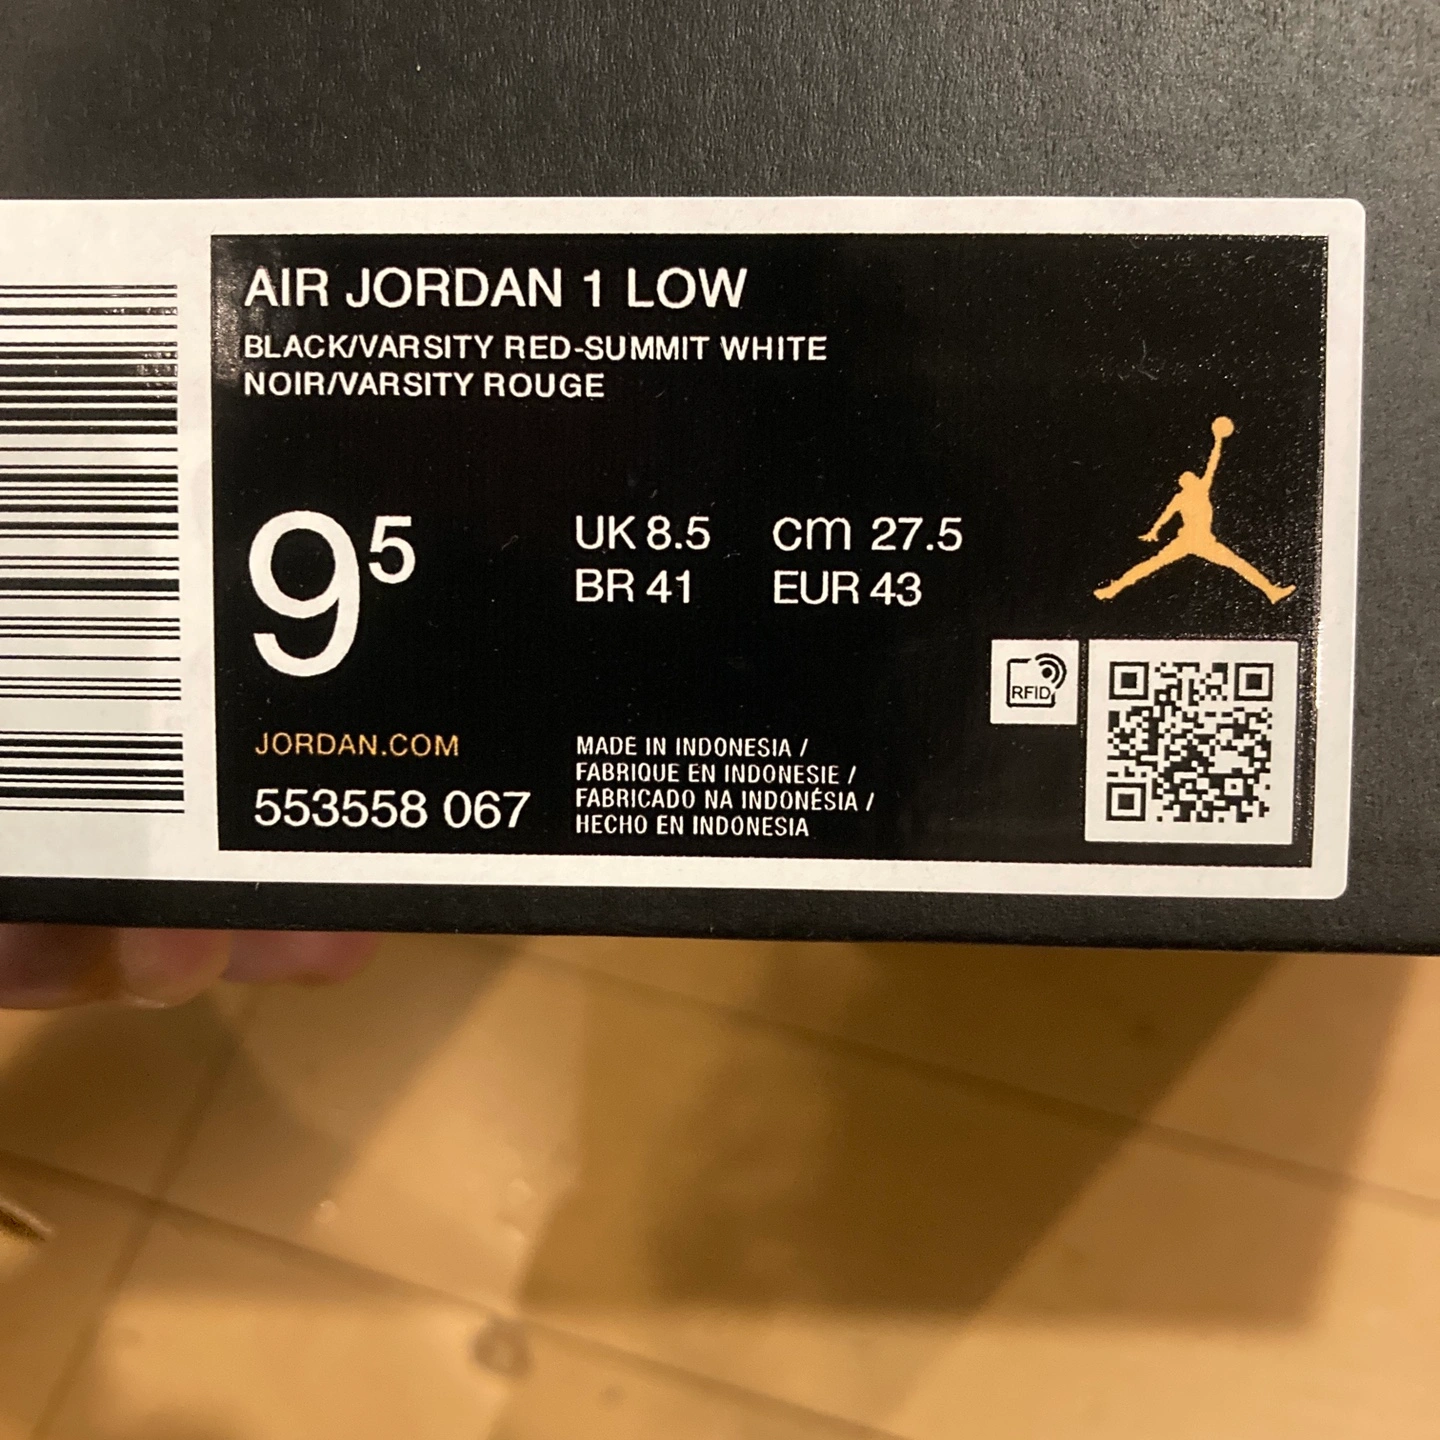 AIR JORDAN 1 LOW
BLACK/VARSITY RED-SUMMIT WHITE
NOIR/VARSITY ROUGE
9⁵
UK 8.5 cm 27.5
BR 41 EUR 43
RFID
JORDAN.COM
553558 067
MADE IN INDONESIA /
FABRIQUE EN INDONESIE /
FABRICADO NA INDONÉSIA /
HECHO EN INDONESIA